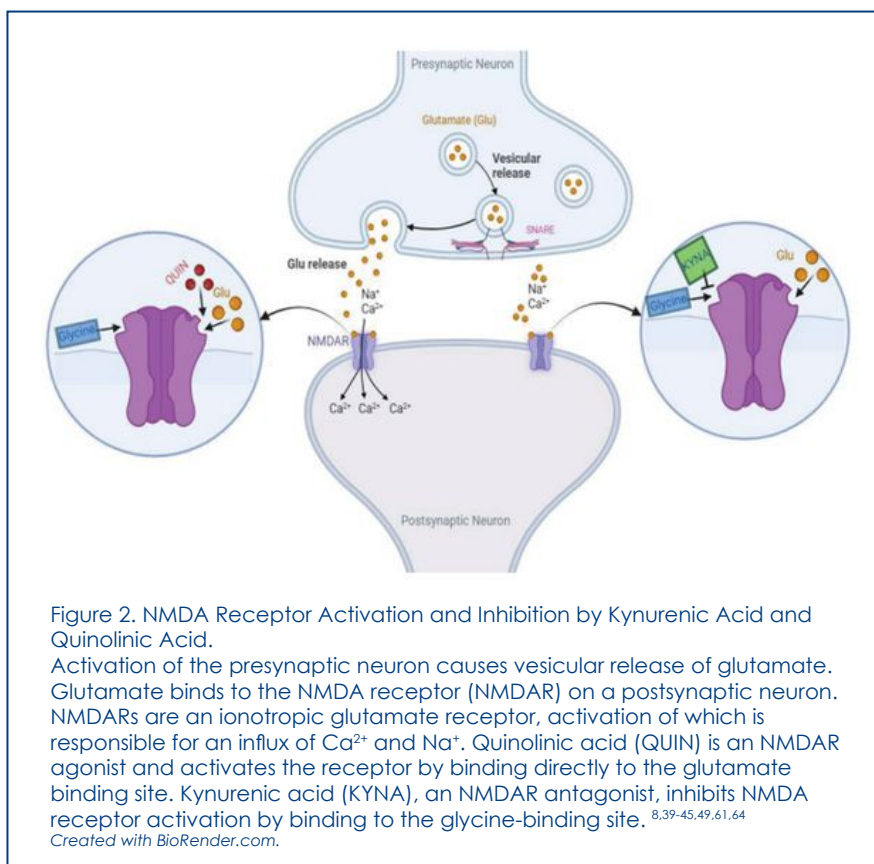 Presynaptic Neuron
Glutamate (Glu)
Vesicular
release
SNARE
Glu release
Na⁺
Ca²⁺
NMDAR
Ca²⁺ Ca²⁺ Ca²⁺
QUIN
Glu
Glycine
Na⁺
Ca²⁺
KYNA
Glu
Glycine
Postsynaptic Neuron
Figure 2. NMDA Receptor Activation and Inhibition by Kynurenic Acid and
Quinolinic Acid.
Activation of the presynaptic neuron causes vesicular release of glutamate.
Glutamate binds to the NMDA receptor (NMDAR) on a postsynaptic neuron.
NMDARs are an ionotropic glutamate receptor, activation of which is
responsible for an influx of Ca²⁺ and Na⁺. Quinolinic acid (QUIN) is an NMDAR
agonist and activates the receptor by binding directly to the glutamate
binding site. Kynurenic acid (KYNA), an NMDAR antagonist, inhibits NMDA
receptor activation by binding to the glycine-binding site. 8,39-45,49,61,64
Created with BioRender.com.